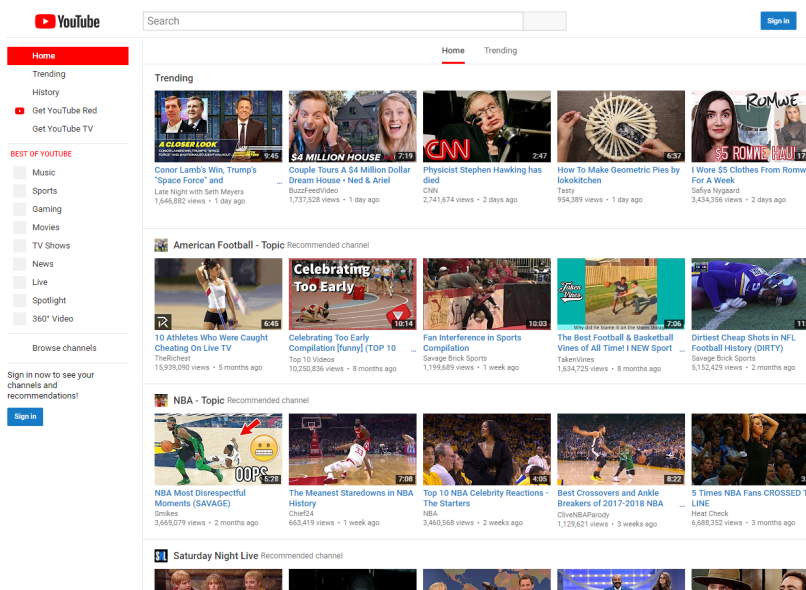 YouTube
Search
Sign in
Home
Trending
History
Get YouTube Red
Get YouTube TV
BEST OF YOUTUBE
Music
Sports
Gaming
Movies
TV Shows
News
Live
Spotlight
360° Video
Browse channels
Sign in now to see your
channels and
recommendations!
Sign in
Home Trending
Trending
A CLOSER LOOK
9:45
$4 MILLION HOUSE 7:19
CNN 2:47
6:37
ROMWE
$5 ROMWE HAUL 17
Conor Lamb's Win, Trump's
"Space Force" and ...
Late Night with Seth Meyers
1,646,882 views • 1 day ago
Couple Tours A $4 Million Dollar
Dream House • Ned & Ariel
BuzzFeedVideo
1,737,528 views • 1 day ago
Physicist Stephen Hawking has
died
CNN
2,741,674 views • 2 days ago
How To Make Geometric Pies by
lokokitchen
Tasty
954,389 views • 1 day ago
I Wore $5 Clothes From Romw
For A Week
Safiya Nygaard
3,434,356 views • 2 days ago
American Football - Topic Recommended channel
6:45
Celebrating
Too Early
10:14
10:03
Taken
Vines
Why did he throw it on the stairs though
7:06
11:
10 Athletes Who Were Caught
Cheating On Live TV
TheRichest
15,939,090 views • 5 months ago
Celebrating Too Early
Compilation [funny] (TOP 10 ...
Top 10 Videos
10,250,836 views • 8 months ago
Fan Interference in Sports
Compilation
Savage Brick Sports
1,199,689 views • 1 week ago
The Best Football & Basketball
Vines of All Time! l NEW Sport ...
TakenVines
1,634,725 views • 8 months ago
Dirtiest Cheap Shots in NFL
Football History (DIRTY)
Savage Brick Sports
5,152,429 views • 2 months ago
NBA - Topic Recommended channel
OOPS 5:28
7:08
4:05
8:22
3:
NBA Most Disrespectful
Moments (SAVAGE)
Smikes
3,669,079 views • 2 months ago
The Meanest Staredowns in NBA
History
Chief24
663,419 views • 1 week ago
Top 10 NBA Celebrity Reactions -
The Starters
NBA
3,460,568 views • 2 weeks ago
Best Crossovers and Ankle
Breakers of 2017-2018 NBA ...
CliveNBAParody
1,129,621 views • 3 weeks ago
5 Times NBA Fans CROSSED T
LINE
Heat Check
6,688,352 views • 3 months ago
SNL
Saturday Night Live Recommended channel